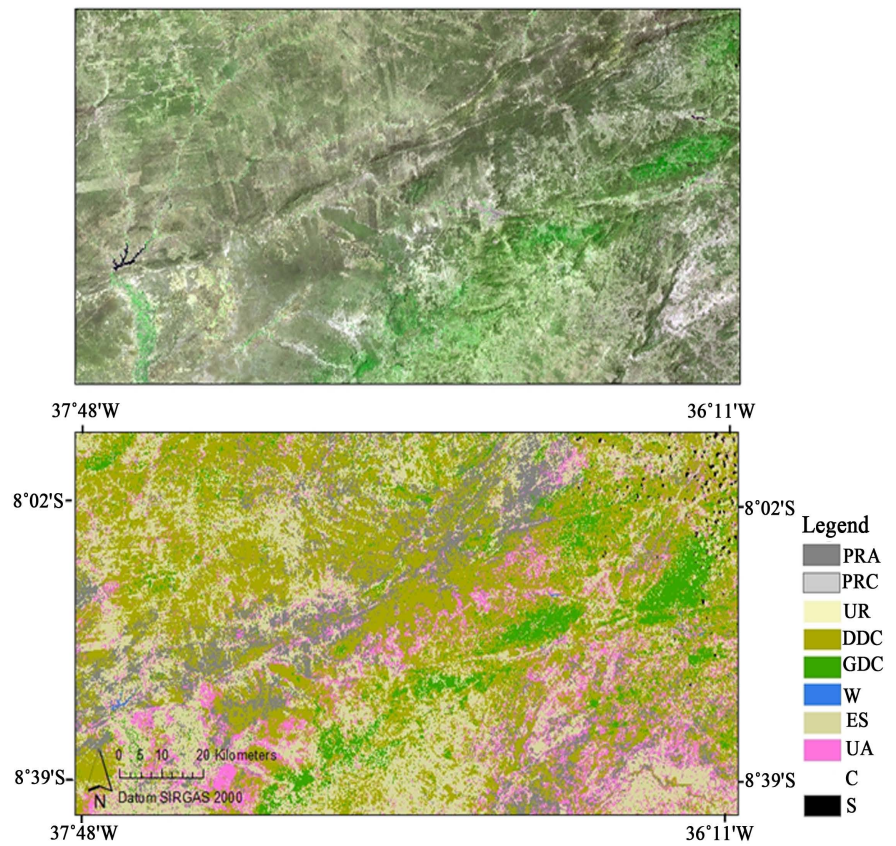 37°48'W 36°11'W
8°02'S 8°02'S
Legend
PRA
PRC
UR
DDC
GDC
W
ES
UA
C
S
0 5 10 20 Kilometers
N
Datum SIRGAS 2000
8°39'S 8°39'S
37°48'W 36°11'W